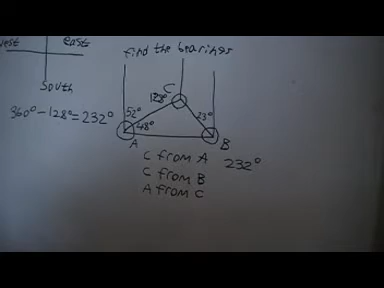 west east
South
find the bearings
360° - 128° = 232°
C
128°
52°
23°
48°
A
B
C from A 232°
C from B
A from C